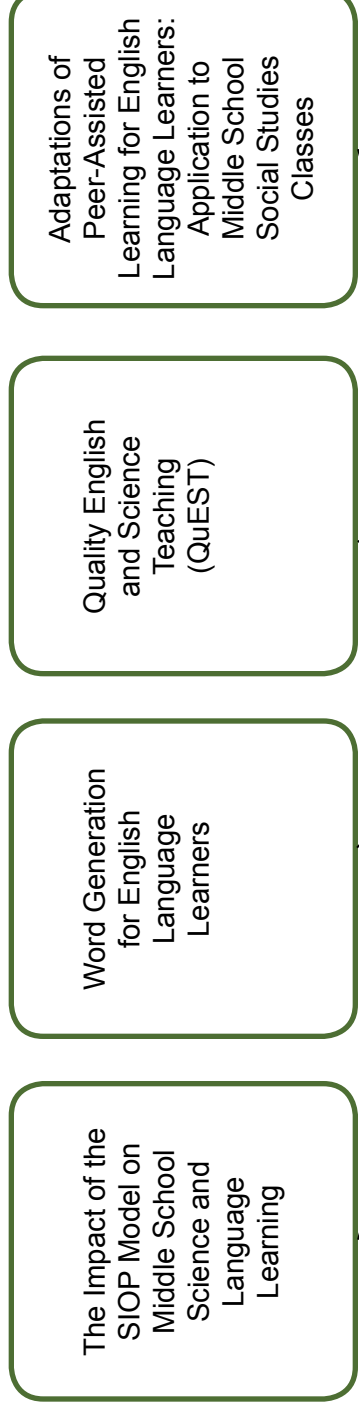 The Impact of the
SIOP Model on
Middle School
Science and
Language
Learning
Word Generation
for English
Language
Learners
Quality English
and Science
Teaching
(QuEST)
Adaptations of
Peer-Assisted
Learning for English
Language Learners:
Application to
Middle School
Social Studies
Classes